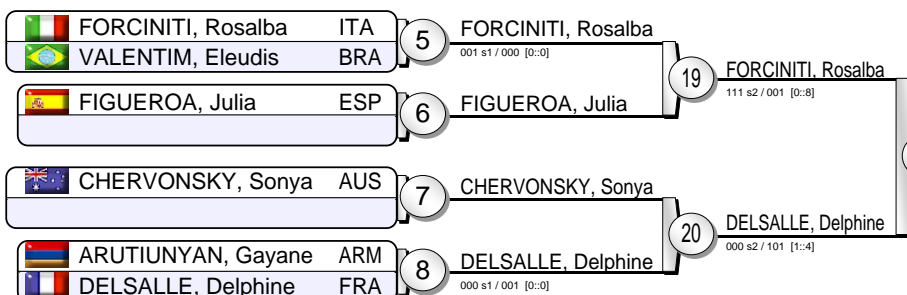 FORCINITI, Rosalba ITA
VALENTIM, Eleudis BRA
5
FORCINITI, Rosalba
001 s1 / 000 [0::0]
FIGUEROA, Julia ESP
6
FIGUEROA, Julia
19
FORCINITI, Rosalba
111 s2 / 001 [0::8]
CHERVONSKY, Sonya AUS
7
CHERVONSKY, Sonya
ARUTIUNYAN, Gayane ARM
DELSALLE, Delphine FRA
8
DELSALLE, Delphine
000 s1 / 001 [0::0]
20
DELSALLE, Delphine
000 s2 / 101 [1::4]